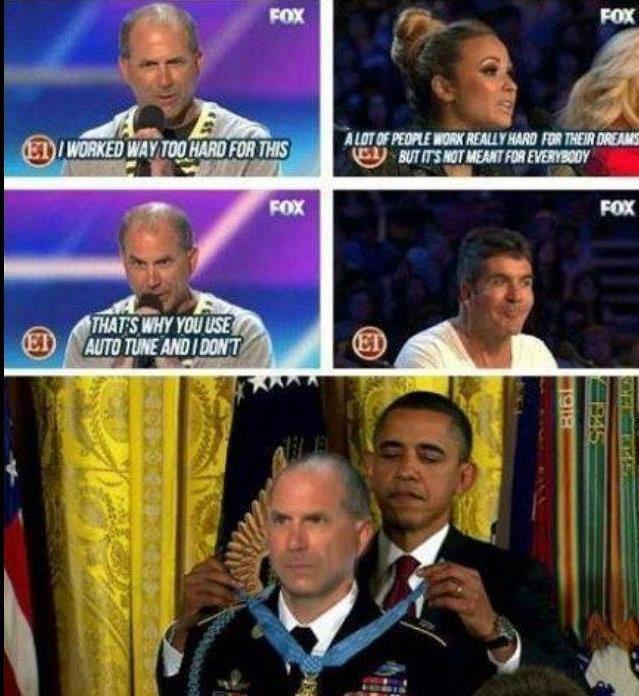 FOX
ET I WORKED WAY TOO HARD FOR THIS
FOX
A LOT OF PEOPLE WORK REALLY HARD FOR THEIR DREAMS
ET BUT IT'S NOT MEANT FOR EVERYBODY
FOX
THAT'S WHY YOU USE
ET AUTO TUNE AND I DON'T
FOX
ET
1918